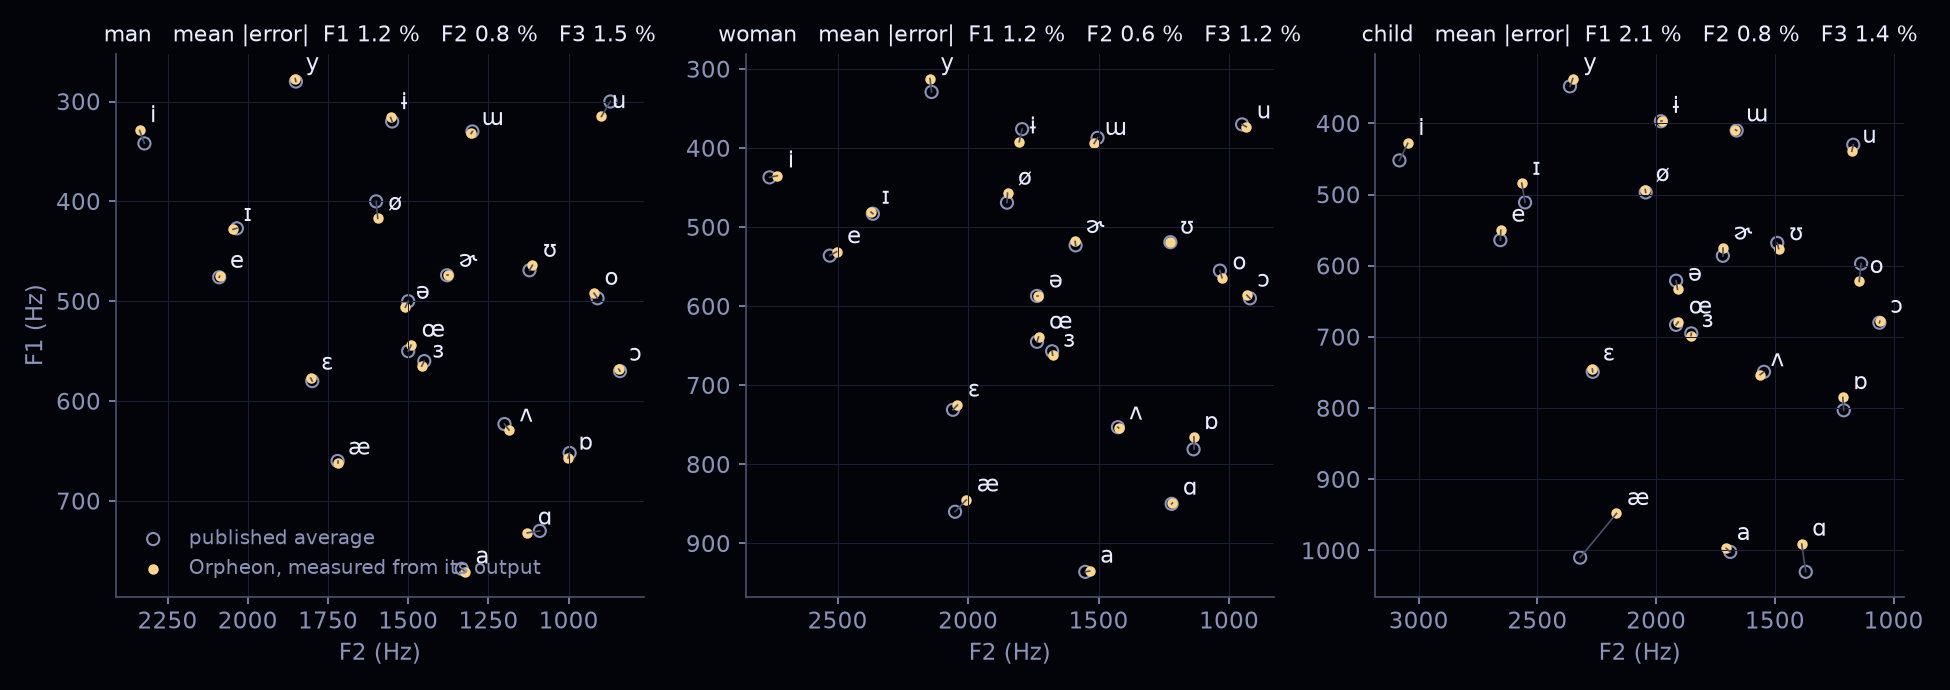 man mean |error| F1 1.2 % F2 0.8 % F3 1.5 %
F1 (Hz)
300
400
500
600
700
y
i
ɨ
ɯ
u
ø
ɪ
e
ɚ
ʊ
o
ə
œ
ɜ
ɛ
ɔ
ʌ
æ
ɒ
ɑ
a
published average
Orpheon, measured from its output
2250 2000 1750 1500 1250 1000
F2 (Hz)
woman mean |error| F1 1.2 % F2 0.6 % F3 1.2 %
300
400
500
600
700
800
900
y
u
ɨ
ɯ
i
ø
ɪ
e
ɚ
ʊ
o
ə
ɔ
œ
ɜ
ɛ
ʌ
ɒ
æ
ɑ
a
2500 2000 1500 1000
F2 (Hz)
child mean |error| F1 2.1 % F2 0.8 % F3 1.4 %
400
500
600
700
800
900
1000
y
ɨ
ɯ
i
u
ɪ
ø
e
ɚ
ʊ
ə
o
œ
ɜ
ɔ
ɛ
ʌ
ɒ
æ
a
ɑ
3000 2500 2000 1500 1000
F2 (Hz)